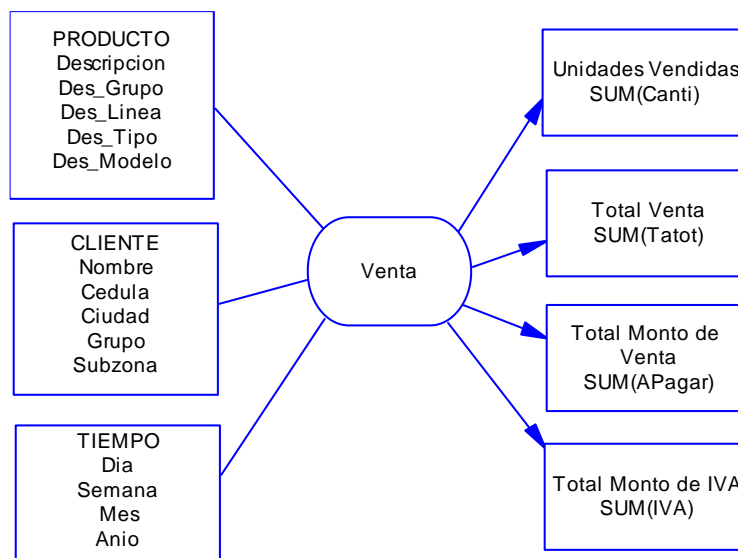 PRODUCTO
Descripcion
Des_Grupo
Des_Linea
Des_Tipo
Des_Modelo
CLIENTE
Nombre
Cedula
Ciudad
Grupo
Subzona
TIEMPO
Dia
Semana
Mes
Anio
Venta
Unidades Vendidas
SUM(Canti)
Total Venta
SUM(Tatot)
Total Monto de
Venta
SUM(APagar)
Total Monto de IVA
SUM(IVA)